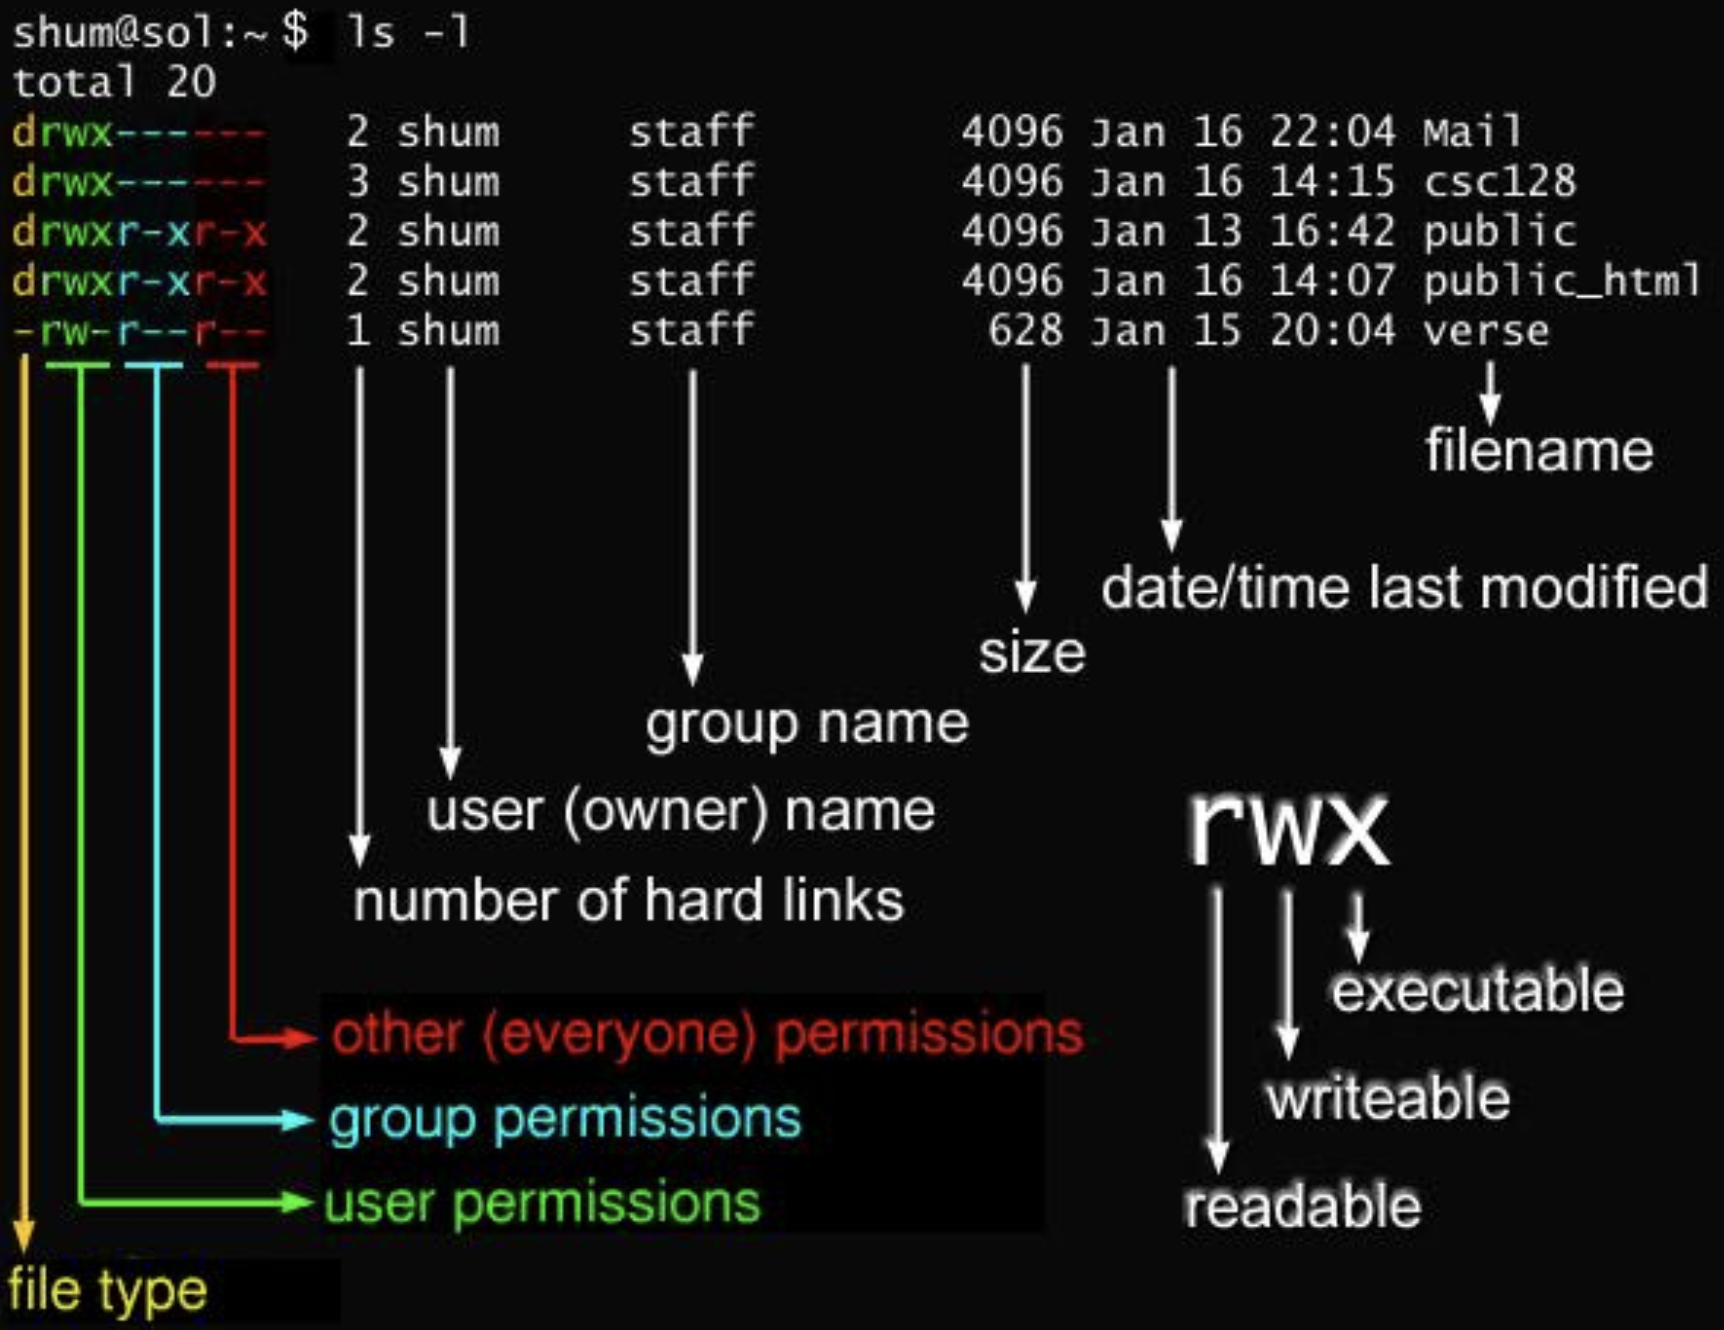 shum@sol:~$ ls -l
total 20
drwx------ 2 shum staff 4096 Jan 16 22:04 Mail
drwx------ 3 shum staff 4096 Jan 16 14:15 csc128
drwxr-xr-x 2 shum staff 4096 Jan 13 16:42 public
drwxr-xr-x 2 shum staff 4096 Jan 16 14:07 public_html
-rw-r--r-- 1 shum staff 628 Jan 15 20:04 verse
filename
date/time last modified
size
group name
user (owner) name
number of hard links
rwx
executable
writeable
readable
other (everyone) permissions
group permissions
user permissions
file type